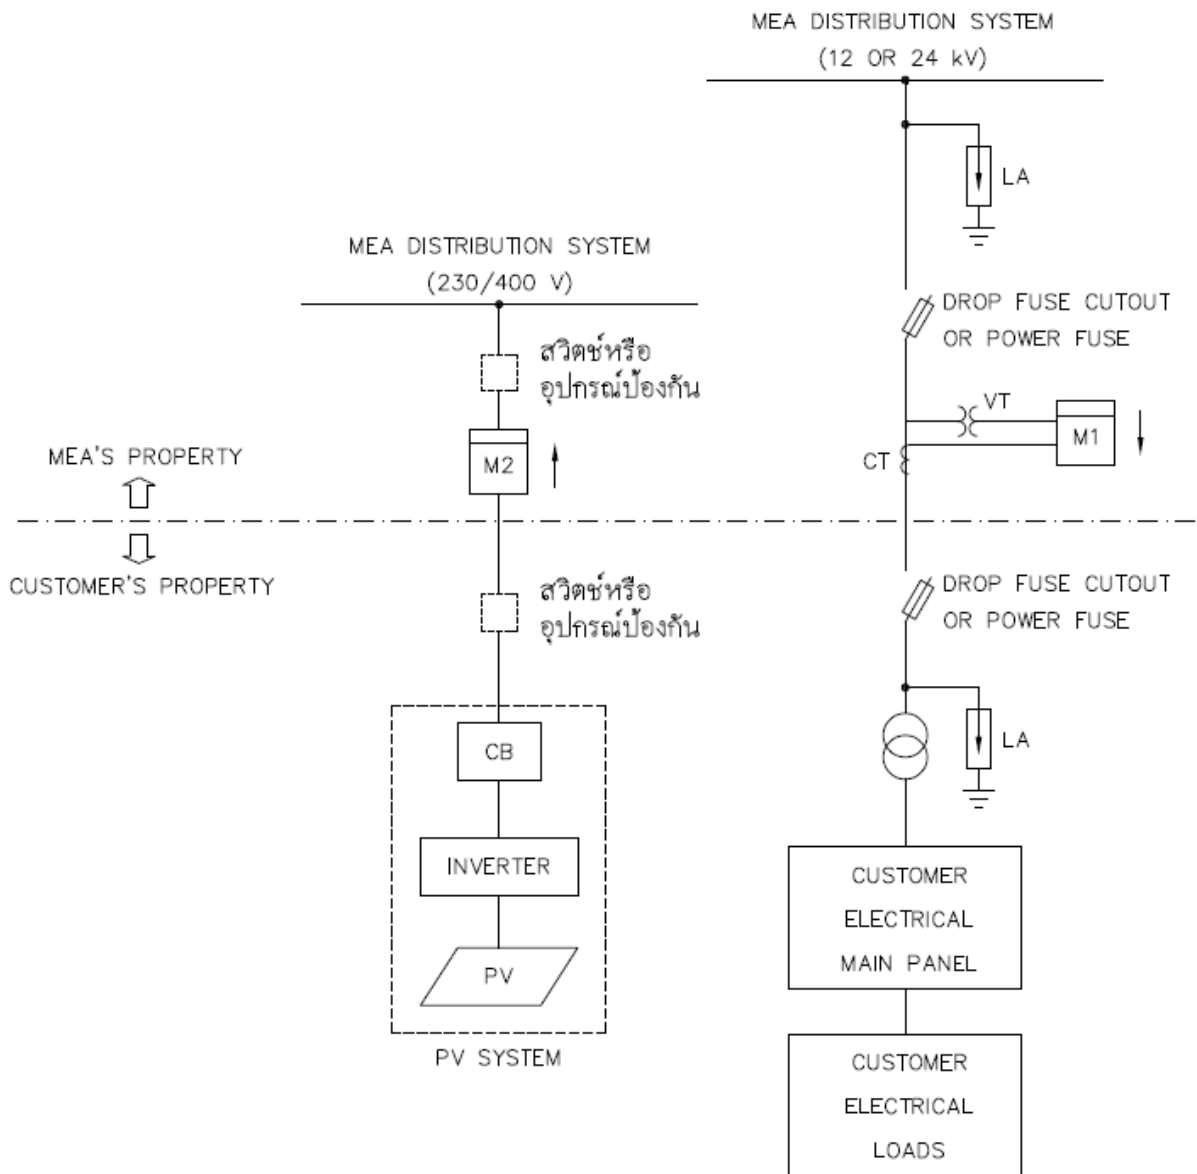 MEA DISTRIBUTION SYSTEM
(12 OR 24 kV)
LA
MEA DISTRIBUTION SYSTEM
(230/400 V)
DROP FUSE CUTOUT
OR POWER FUSE
สวิตช์หรือ
อุปกรณ์ป้องกัน
VT
M1
CT
M2
MEA'S PROPERTY
CUSTOMER'S PROPERTY
สวิตช์หรือ
อุปกรณ์ป้องกัน
DROP FUSE CUTOUT
OR POWER FUSE
LA
CB
INVERTER
PV
PV SYSTEM
CUSTOMER
ELECTRICAL
MAIN PANEL
CUSTOMER
ELECTRICAL
LOADS